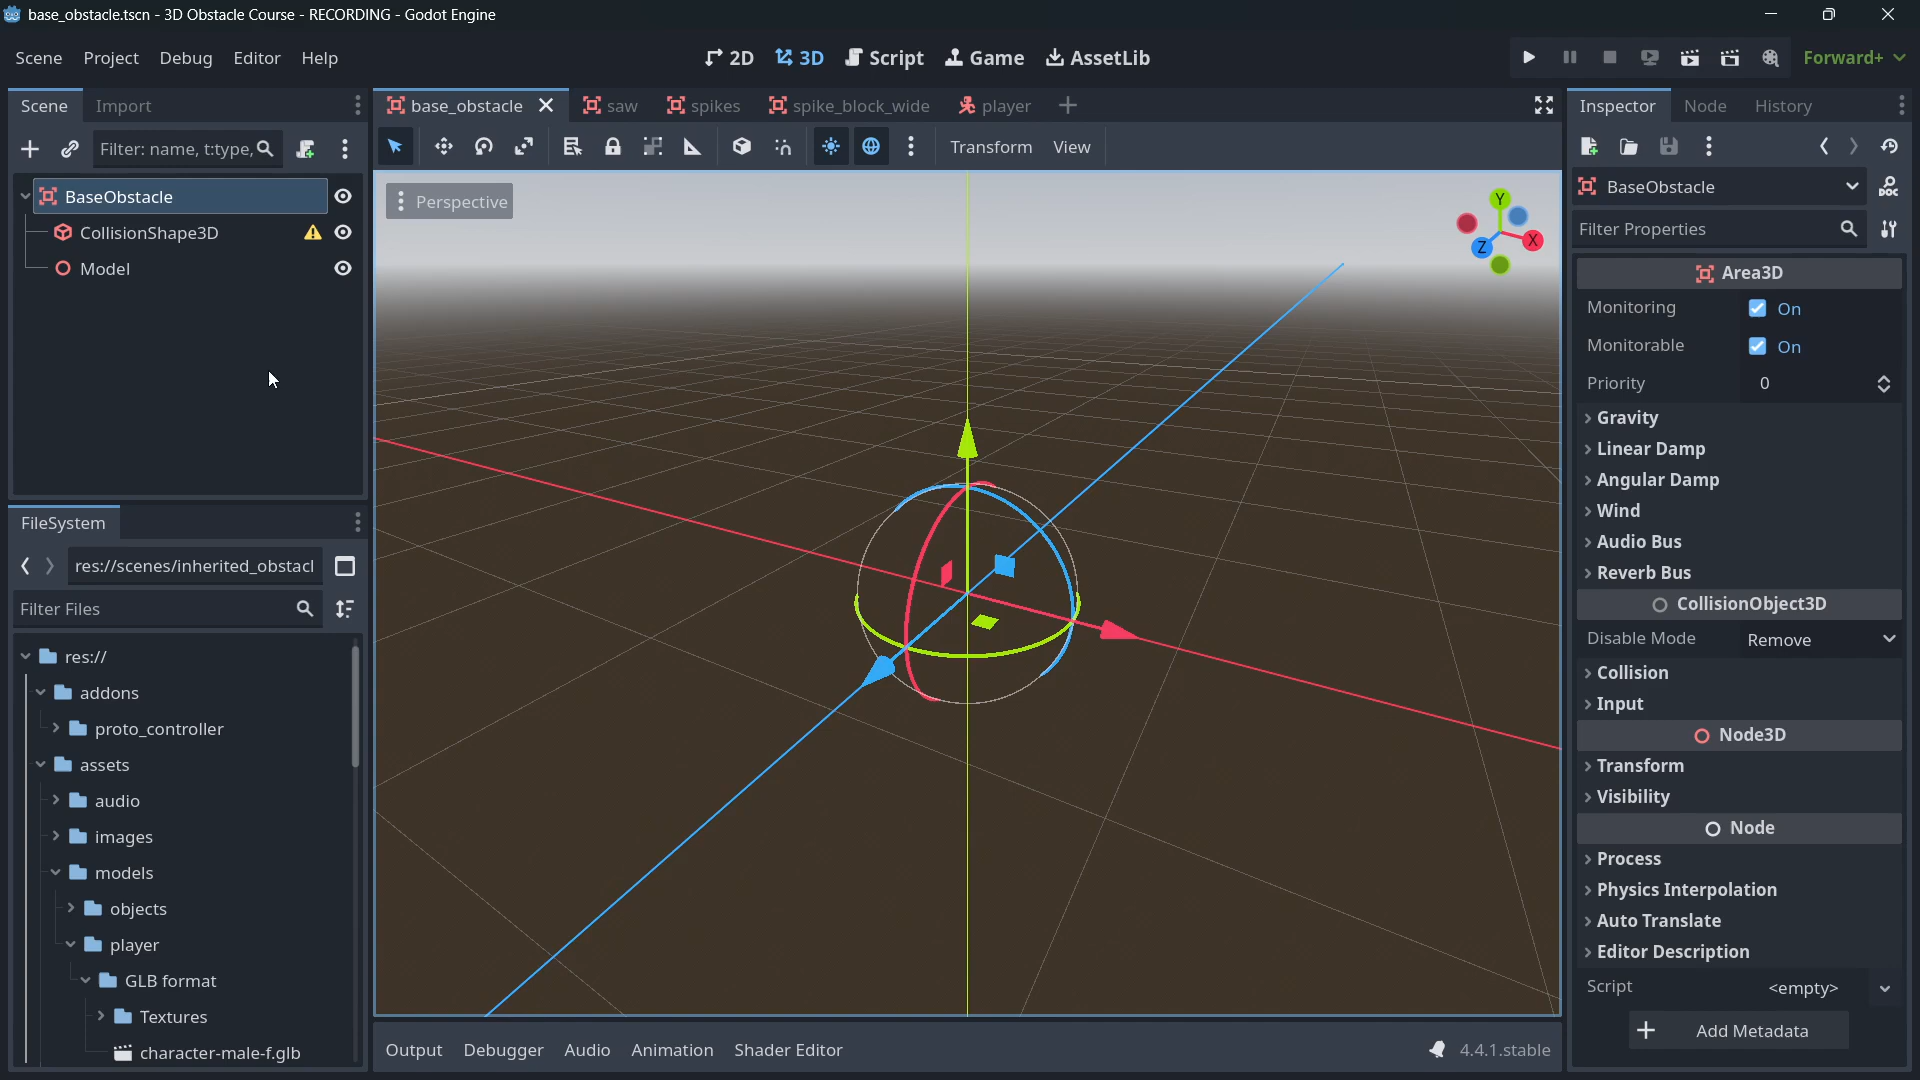 base_obstacle.tscn - 3D Obstacle Course - RECORDING - Godot Engine
Scene Project Debug Editor Help
2D 3D Script Game AssetLib
Forward+
Scene Import
Filter: name, t:type,
BaseObstacle
CollisionShape3D
Model
FileSystem
res://scenes/inherited_obstacl
Filter Files
res://
addons
proto_controller
assets
audio
images
models
objects
player
GLB format
Textures
character-male-f.glb
base_obstacle saw spikes spike_block_wide player
Transform View
Perspective
Y
X
Z
Output Debugger Audio Animation Shader Editor
4.4.1.stable
Inspector Node History
BaseObstacle
DOC
Filter Properties
Area3D
Monitoring On
Monitorable On
Priority 0
Gravity
Linear Damp
Angular Damp
Wind
Audio Bus
Reverb Bus
CollisionObject3D
Disable Mode Remove
Collision
Input
Node3D
Transform
Visibility
Node
Process
Physics Interpolation
Auto Translate
Editor Description
Script <empty>
Add Metadata